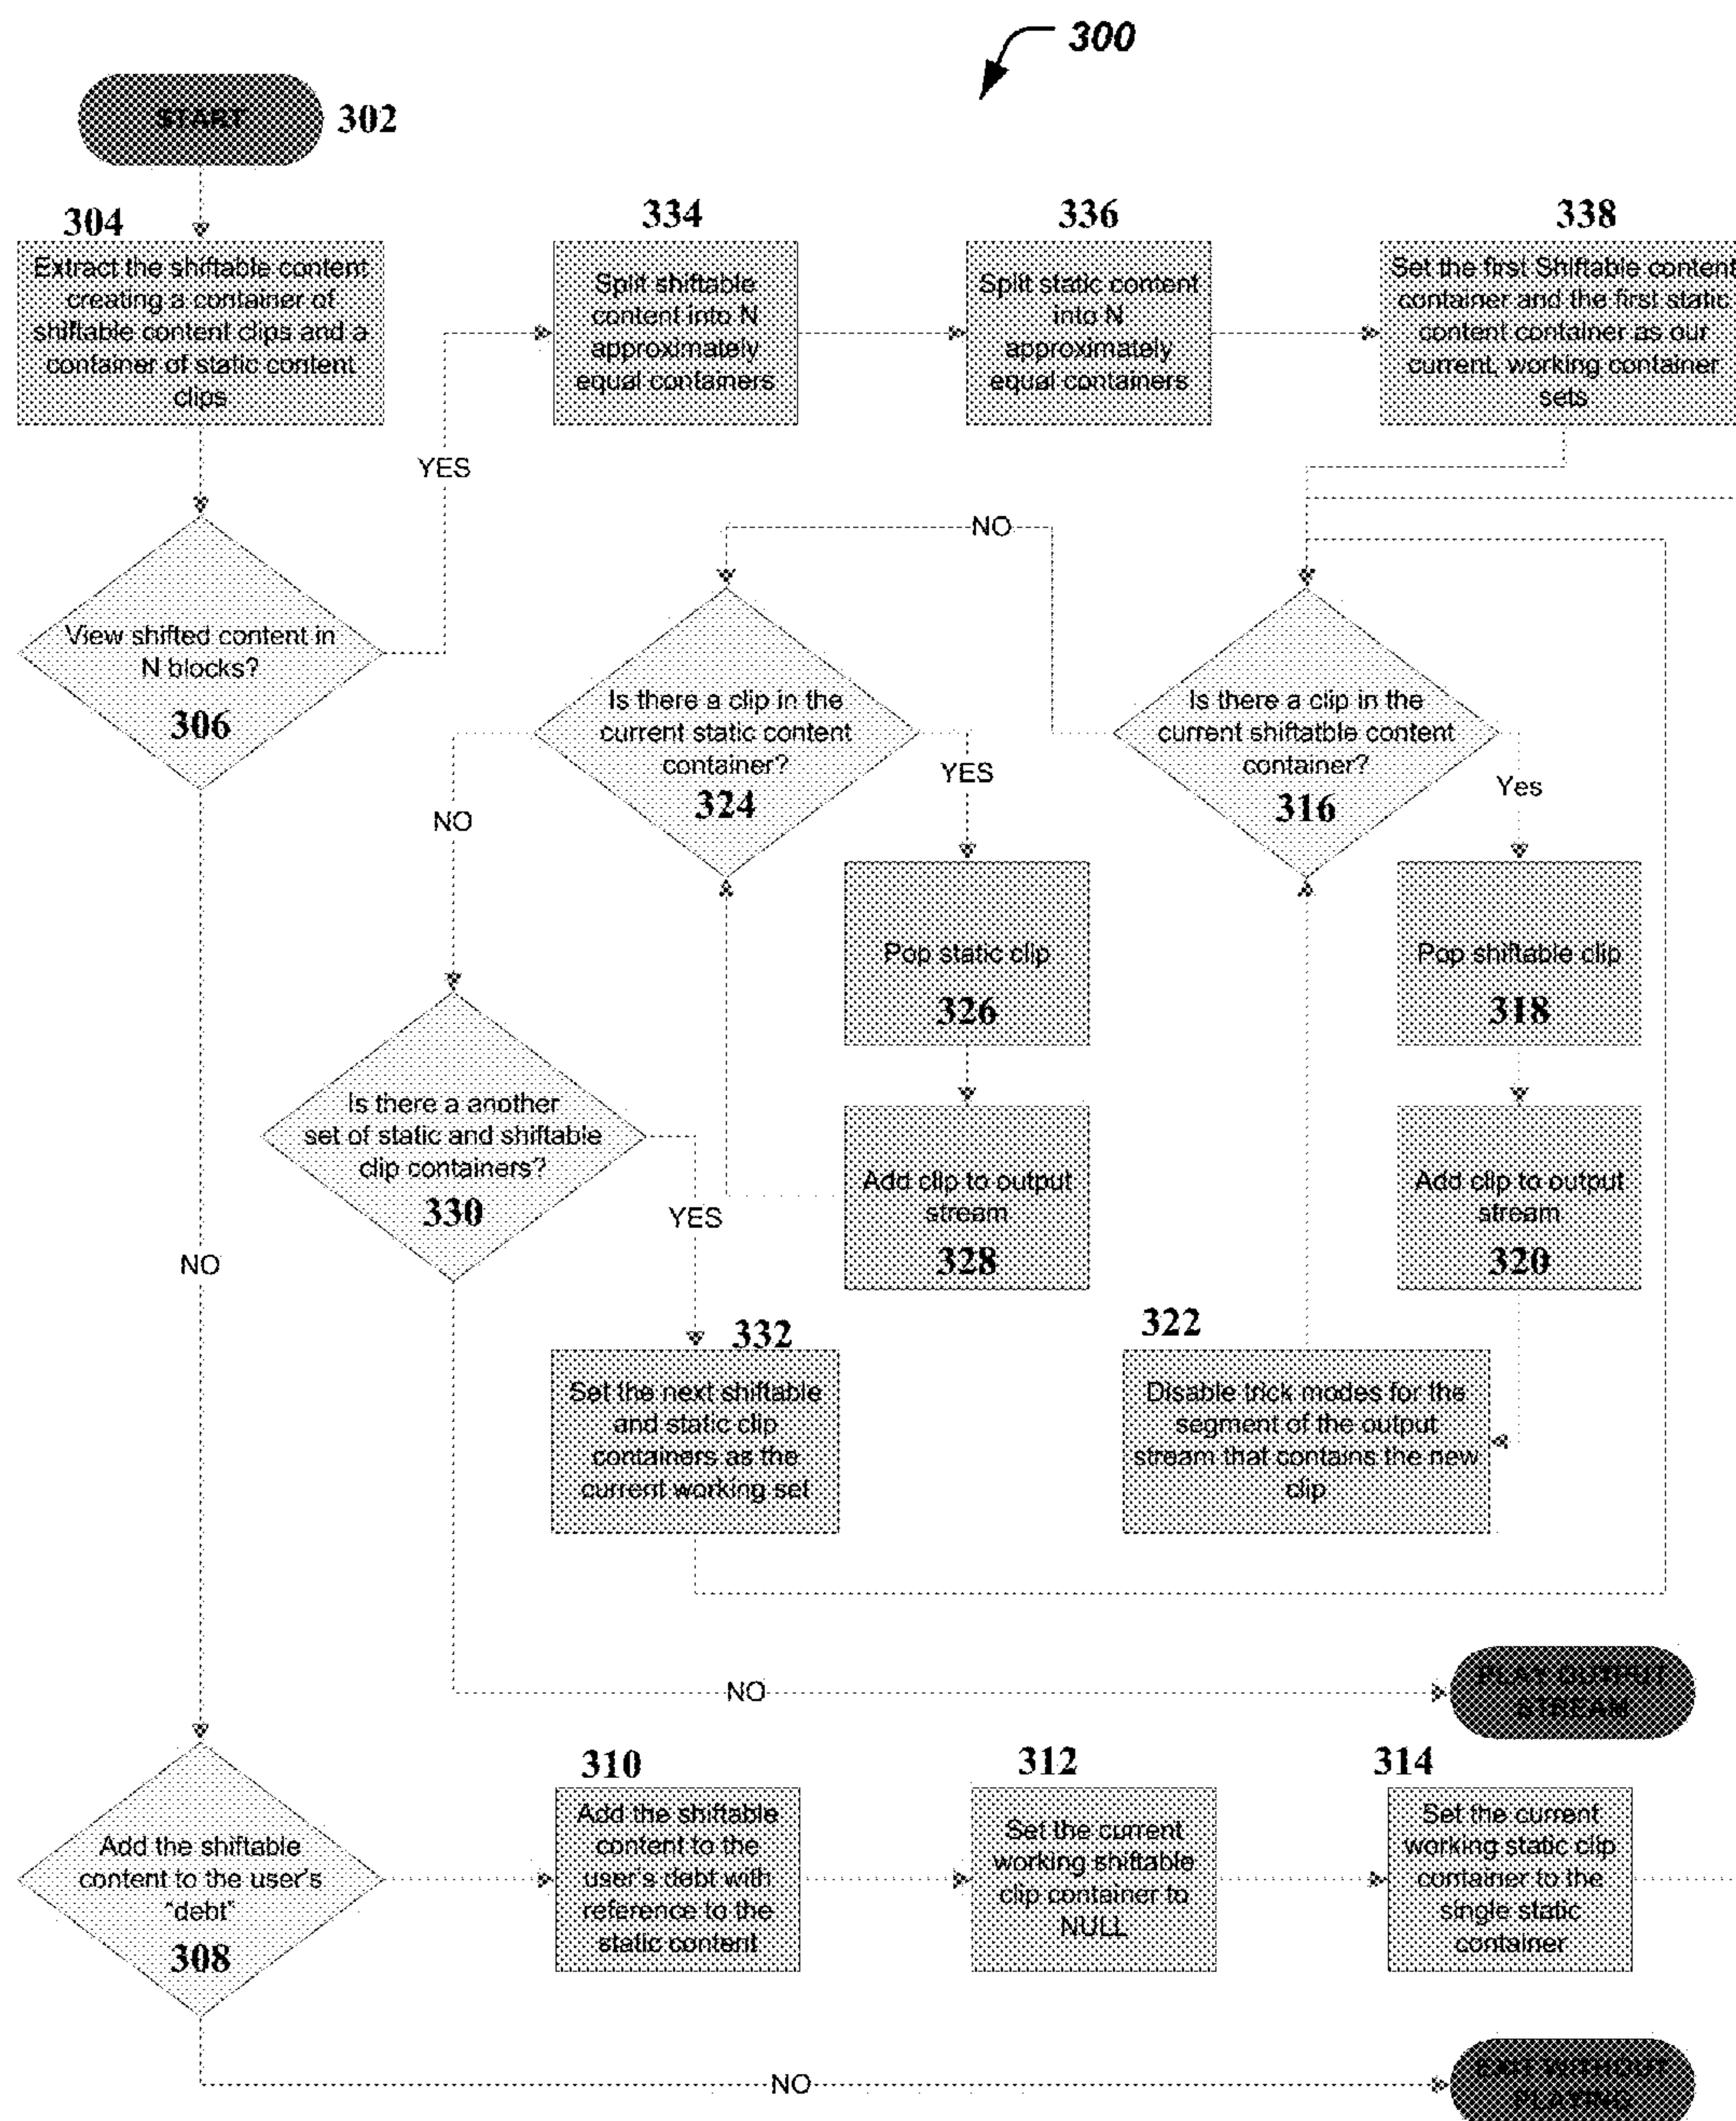 300
START
302
304
Extract the shiftable content
creating a container of
shiftable content clips and a
container of static content
clips
334
Split shiftable
content into N
approximately
equal containers
336
Split static content
into N
approximately
equal containers
338
Set the first Shiftable content
container and the first static
content container as our
current, working container
sets
YES
NO
View shifted content in
N blocks?
306
Is there a clip in the
current static content
container?
324
Is there a clip in the
current shiftatble content
container?
316
YES
Yes
NO
Pop static clip
326
Pop shiftable clip
318
Is there a another
set of static and shiftable
clip containers?
330
Add clip to output
stream
328
Add clip to output
stream
320
YES
NO
332
Set the next shiftable
and static clip
containers as the
current working set
322
Disable trick modes for the
segment of the output
stream that contains the new
clip
NO
PLAY OUTPUT
STREAM
Add the shiftable
content to the user's
"debt"
308
310
Add the shiftable
content to the
user's debt with
reference to the
static content
312
Set the current
working shiftable
clip container to
NULL
314
Set the current
working static clip
container to the
single static
container
NO
EXIT WITHOUT
PLAYING